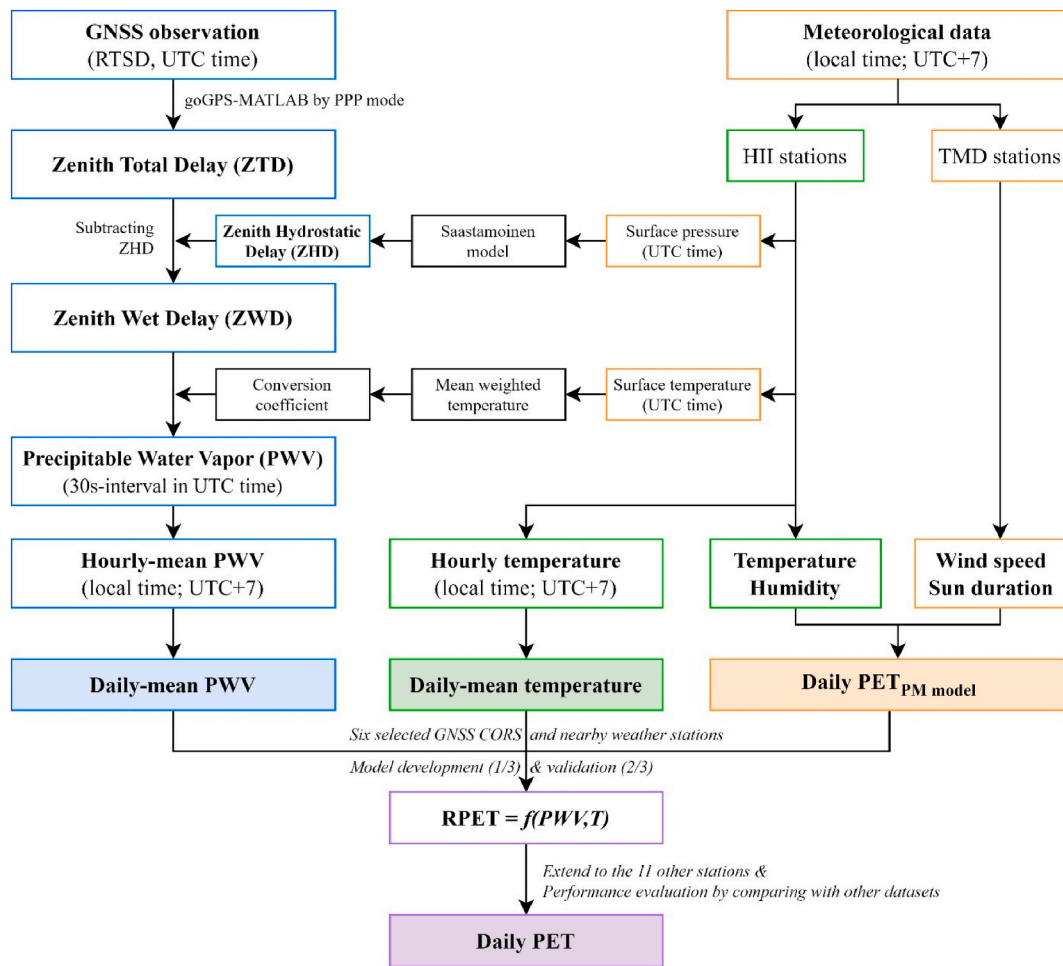 GNSS observation
(RTSD, UTC time)
Meteorological data
(local time; UTC+7)
goGPS-MATLAB by PPP mode
Zenith Total Delay (ZTD)
HII stations
TMD stations
Subtracting
ZHD
Zenith Hydrostatic
Delay (ZHD)
Saastamoinen
model
Surface pressure
(UTC time)
Zenith Wet Delay (ZWD)
Conversion
coefficient
Mean weighted
temperature
Surface temperature
(UTC time)
Precipitable Water Vapor (PWV)
(30s-interval in UTC time)
Hourly-mean PWV
(local time; UTC+7)
Hourly temperature
(local time; UTC+7)
Temperature
Humidity
Wind speed
Sun duration
Daily-mean PWV
Daily-mean temperature
Daily PETPM model
Six selected GNSS CORS and nearby weather stations
Model development (1/3) & validation (2/3)
RPET = f(PWV,T)
Extend to the 11 other stations &
Performance evaluation by comparing with other datasets
Daily PET